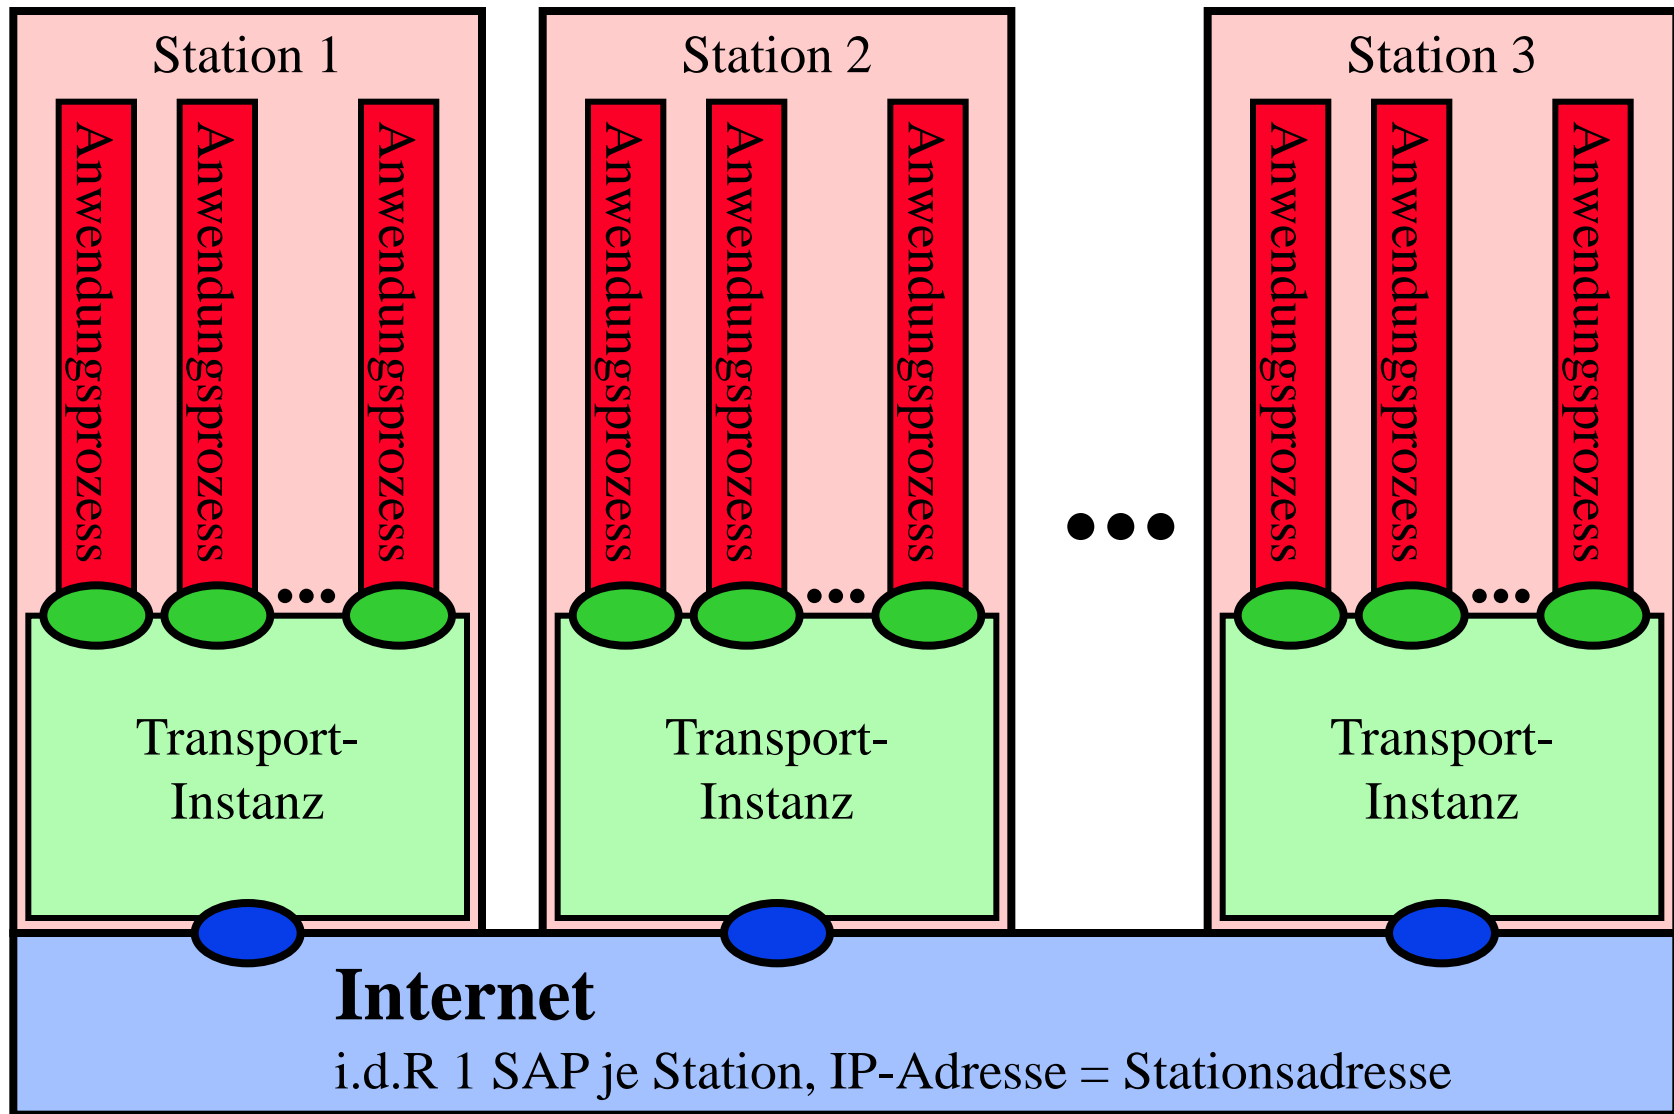 Station 1
Anwendungsprozess
Anwendungsprozess
Anwendungsprozess
Transport-
Instanz
Station 2
Anwendungsprozess
Anwendungsprozess
Anwendungsprozess
Transport-
Instanz
Station 3
Anwendungsprozess
Anwendungsprozess
Anwendungsprozess
Transport-
Instanz
Internet
i.d.R 1 SAP je Station, IP-Adresse = Stationsadresse